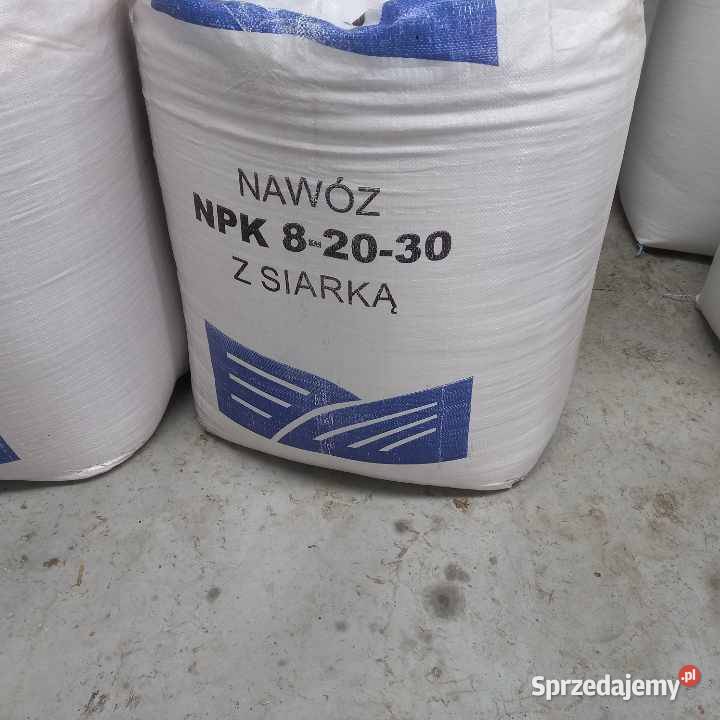 NAWÓZ
NPK 8-20-30
Z SIARKĄ
Sprzedajemy.pl